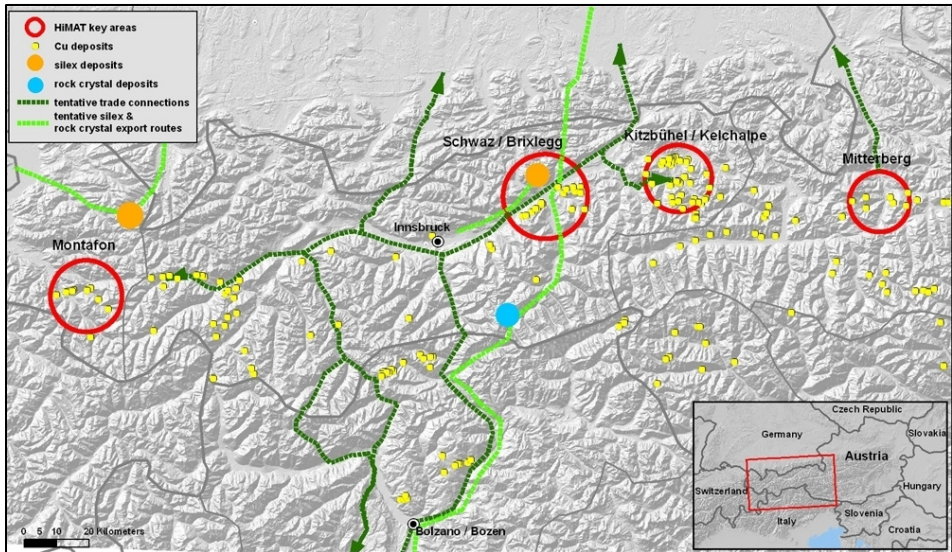 HiMAT key areas
Cu deposits
silex deposits
rock crystal deposits
tentative trade connections
tentative silex &
rock crystal export routes
Schwaz / Brixlegg
Kitzbühel / Kelchalpe
Mitterberg
Innsbruck
Montafon
Bolzano / Bozen
0 5 10 20 Kilometers
Czech Republic
Germany
Slovakia
Austria
Switzerland
Hungary
Italy
Slovenia
Croatia